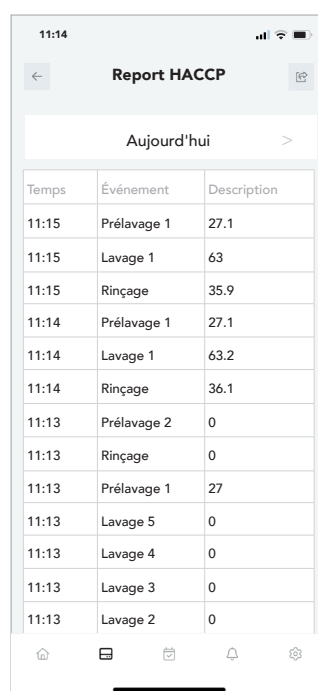 11:14
Report HACCP
Aujourd'hui >
Temps Événement Description
11:15 Prélavage 1 27.1
11:15 Lavage 1 63
11:15 Rinçage 35.9
11:14 Prélavage 1 27.1
11:14 Lavage 1 63.2
11:14 Rinçage 36.1
11:13 Prélavage 2 0
11:13 Rinçage 0
11:13 Prélavage 1 27
11:13 Lavage 5 0
11:13 Lavage 4 0
11:13 Lavage 3 0
11:13 Lavage 2 0